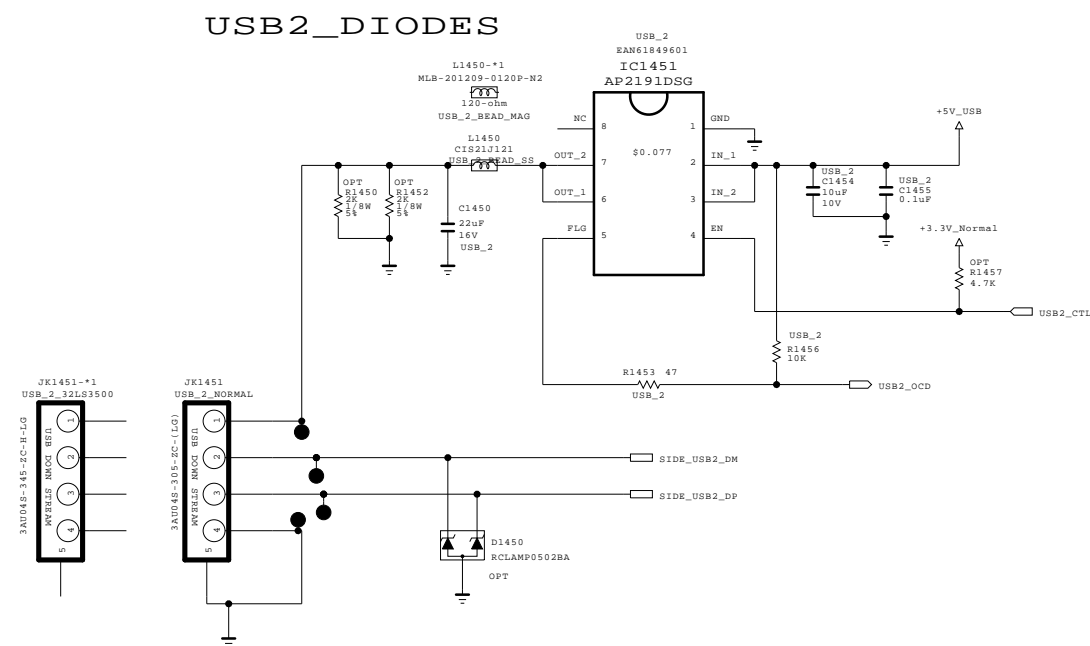 USB2_DIODES
USB_2
EAN61849601
IC1451
AP2191DSG
L1450-*1
MLB-201209-0120P-N2
120-ohm
USB_2_BEAD_MAG
L1450
CIS21J121
USB_2_BEAD_SS
NC
8
1
GND
$0.077
OUT_2
7
2
IN_1
OUT_1
6
3
IN_2
FLG
5
4
EN
+5V_USB
OPT
R1450
2K
1/8W
5%
OPT
R1452
2K
1/8W
5%
C1450
22uF
16V
USB_2
USB_2
C1454
10uF
10V
USB_2
C1455
0.1uF
+3.3V_Normal
OPT
R1457
4.7K
USB2_CTL
USB_2
R1456
10K
R1453 47
USB_2
USB2_OCD
JK1451-*1
USB_2_32LS3500
3AU04S-345-ZC-H-LG
USB DOWN STREAM
1
2
3
4
5
JK1451
USB_2_NORMAL
3AU04S-305-ZC-(LG)
USB DOWN STREAM
1
2
3
4
5
SIDE_USB2_DM
SIDE_USB2_DP
D1450
RCLAMP0502BA
OPT